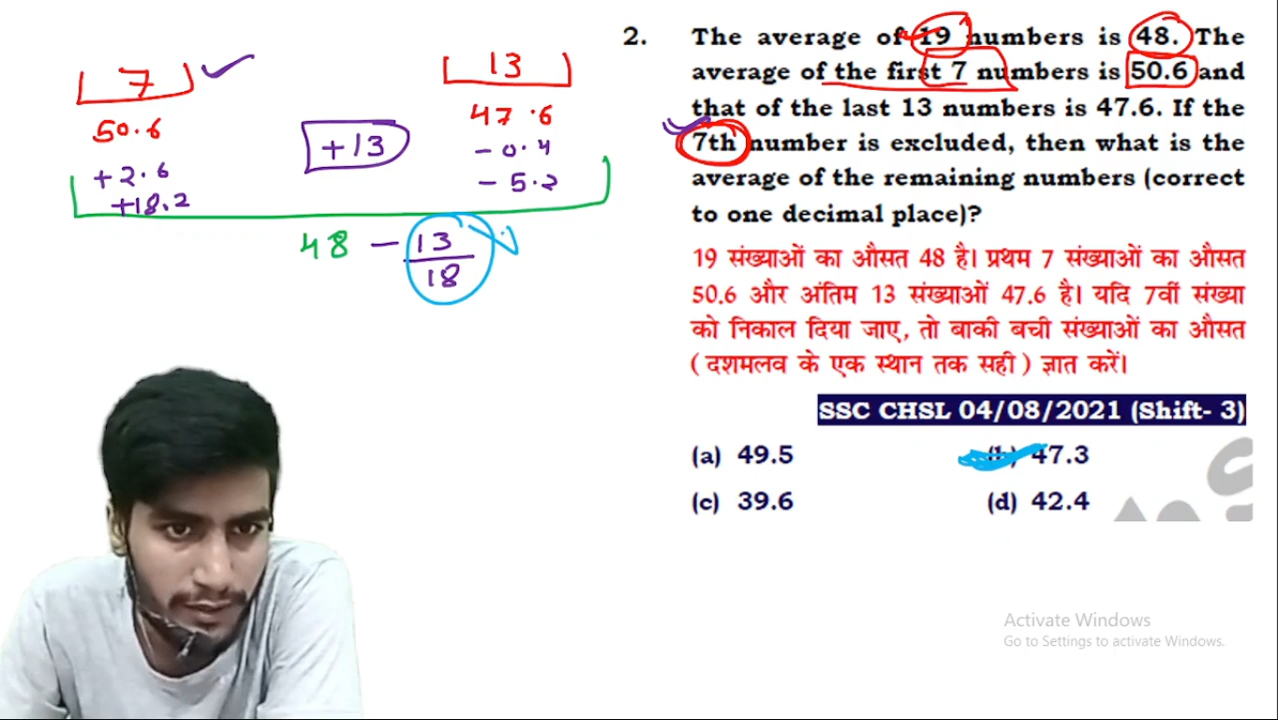 7
50.6
+2.6
+18.2
+13
13
47.6
-0.4
-5.2
48 - 13/18
2. The average of 19 numbers is 48. The
average of the first 7 numbers is 50.6 and
that of the last 13 numbers is 47.6. If the
7th number is excluded, then what is the
average of the remaining numbers (correct
to one decimal place)?
19 संख्याओं का औसत 48 है। प्रथम 7 संख्याओं का औसत
50.6 और अंतिम 13 संख्याओं 47.6 है। यदि 7वीं संख्या
को निकाल दिया जाए, तो बाकी बची संख्याओं का औसत
(दशमलव के एक स्थान तक सही) ज्ञात करें।
SSC CHSL 04/08/2021 (Shift- 3)
(a) 49.5 (b) 47.3
(c) 39.6 (d) 42.4
Activate Windows
Go to Settings to activate Windows.